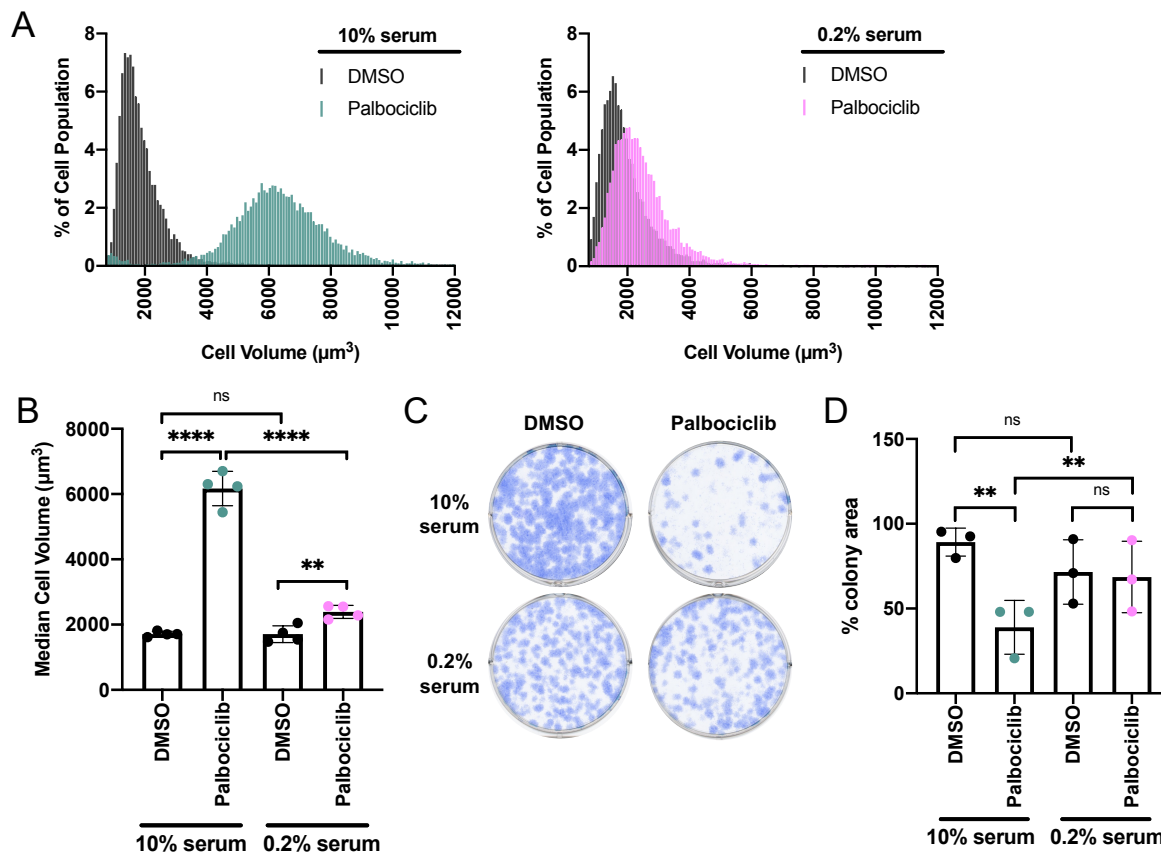 A
10% serum
DMSO
Palbociclib
% of Cell Population
8
6
4
2
0
2000
4000
6000
8000
10000
12000
Cell Volume (µm³)
0.2% serum
DMSO
Palbociclib
% of Cell Population
8
6
4
2
0
2000
4000
6000
8000
10000
12000
Cell Volume (µm³)
B
ns
****
****
**
Median Cell Volume (µm³)
8000
6000
4000
2000
0
DMSO
Palbociclib
DMSO
Palbociclib
10% serum
0.2% serum
C
DMSO
Palbociclib
10%
serum
0.2%
serum
D
ns
**
**
ns
% colony area
150
100
50
0
DMSO
Palbociclib
DMSO
Palbociclib
10% serum
0.2% serum